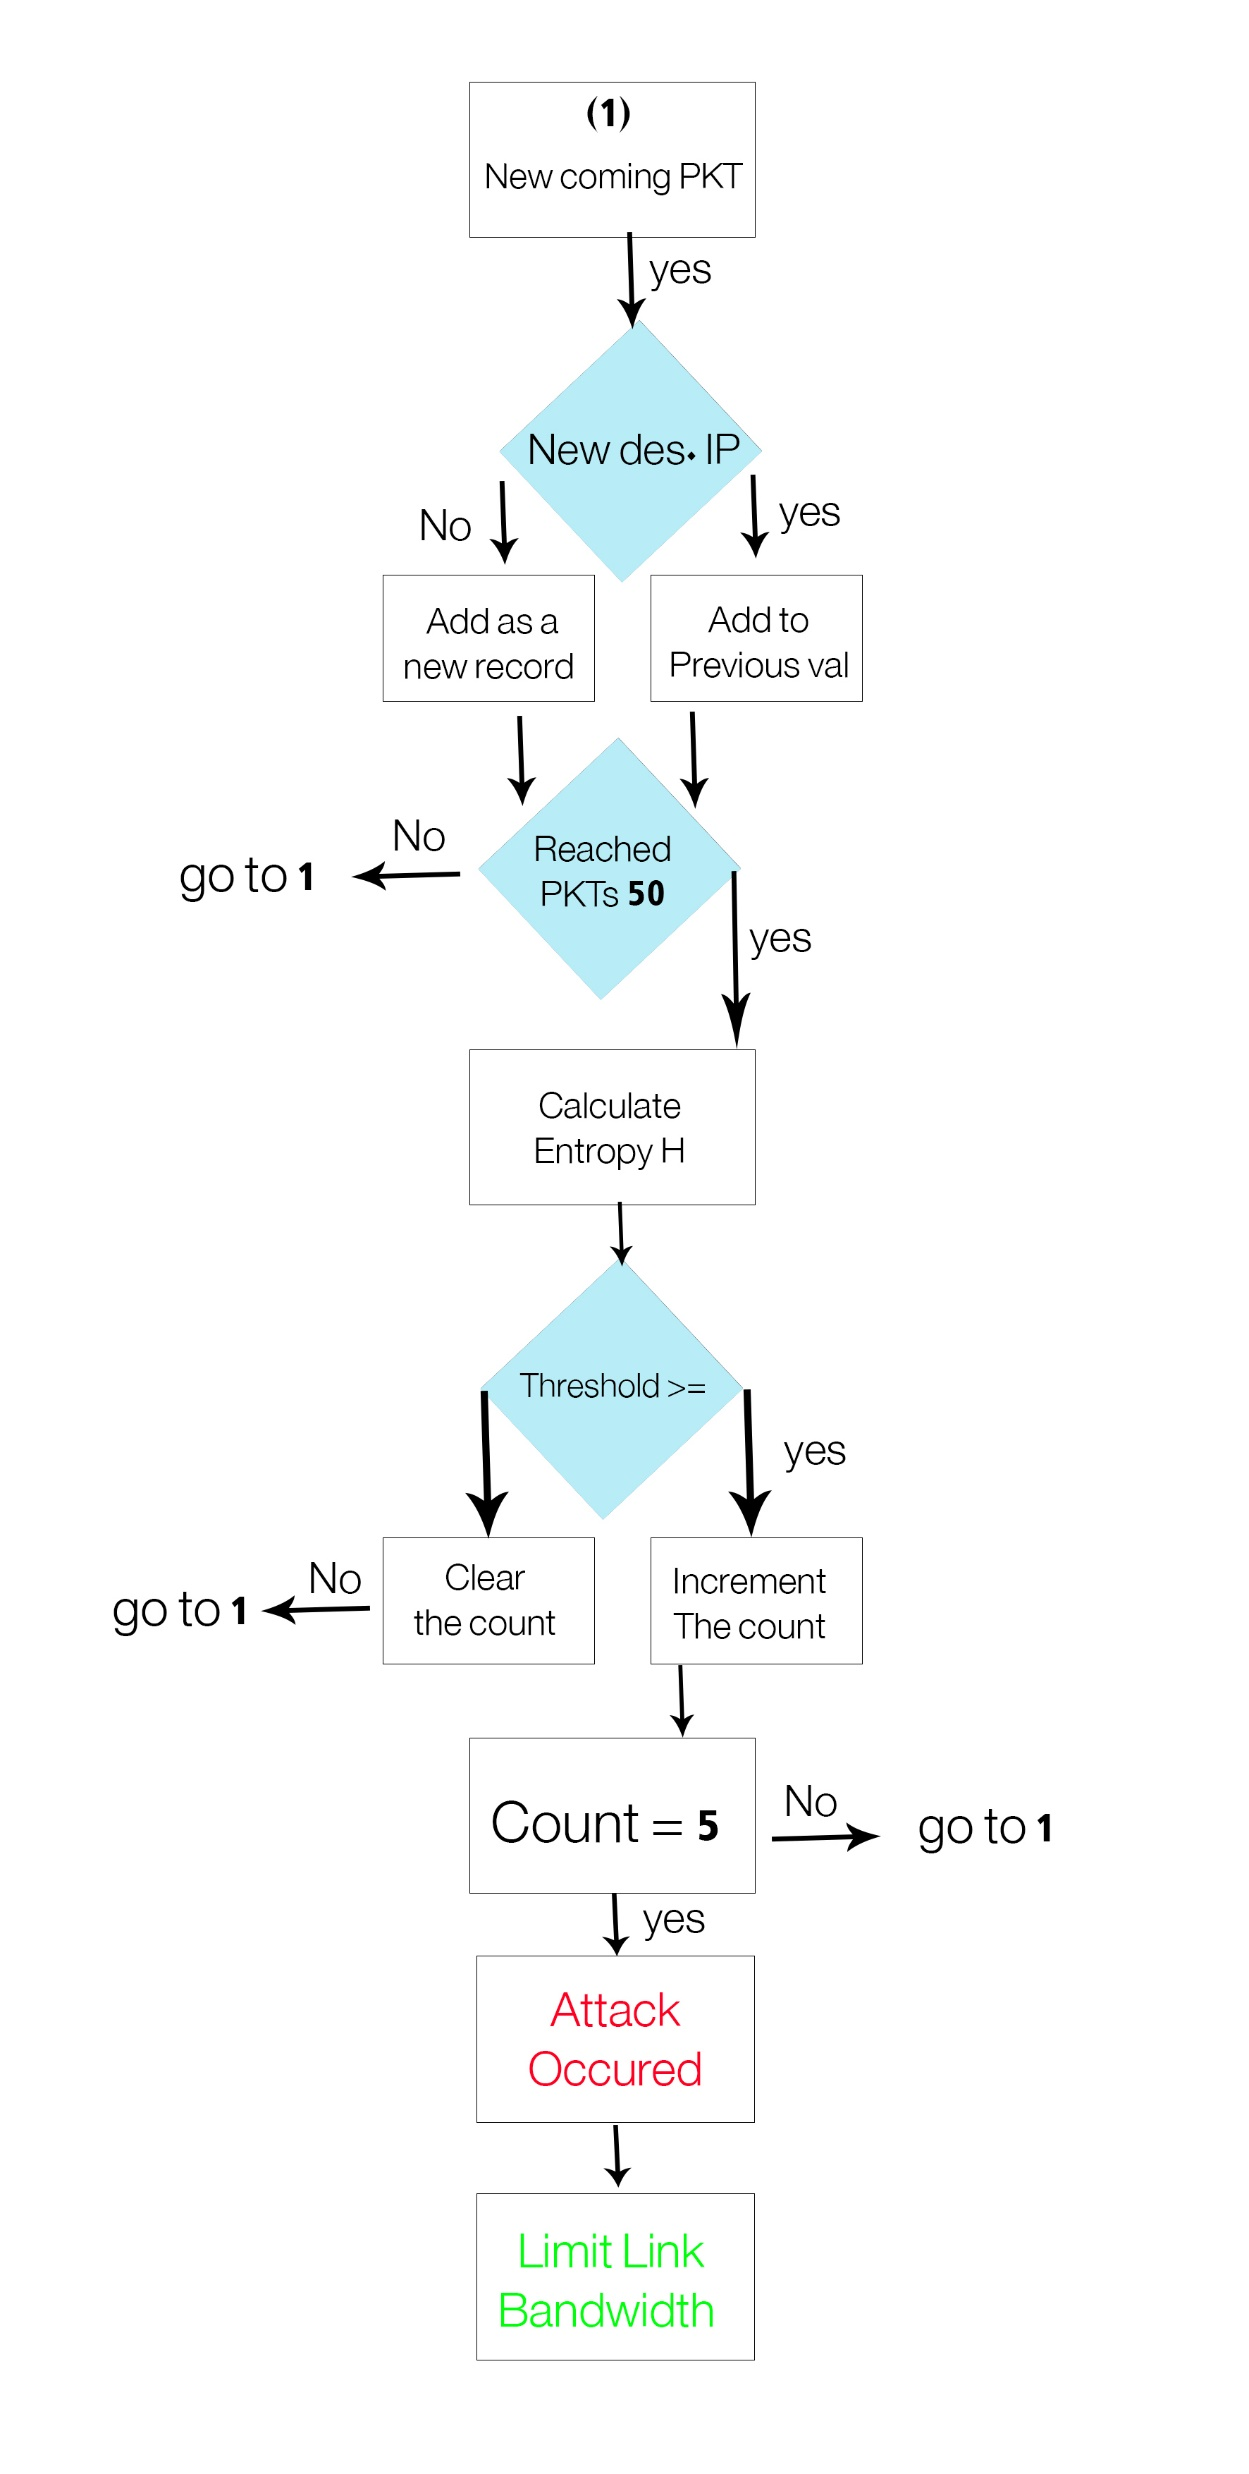 (1)
New coming PKT
yes
New des. IP
No
yes
Add as a
new record
Add to
Previous val
No
go to 1
Reached
PKTs 50
yes
Calculate
Entropy H
Threshold >=
yes
No
go to 1
Clear
the count
Increment
The count
Count = 5
No
go to 1
yes
Attack
Occured
Limit Link
Bandwidth